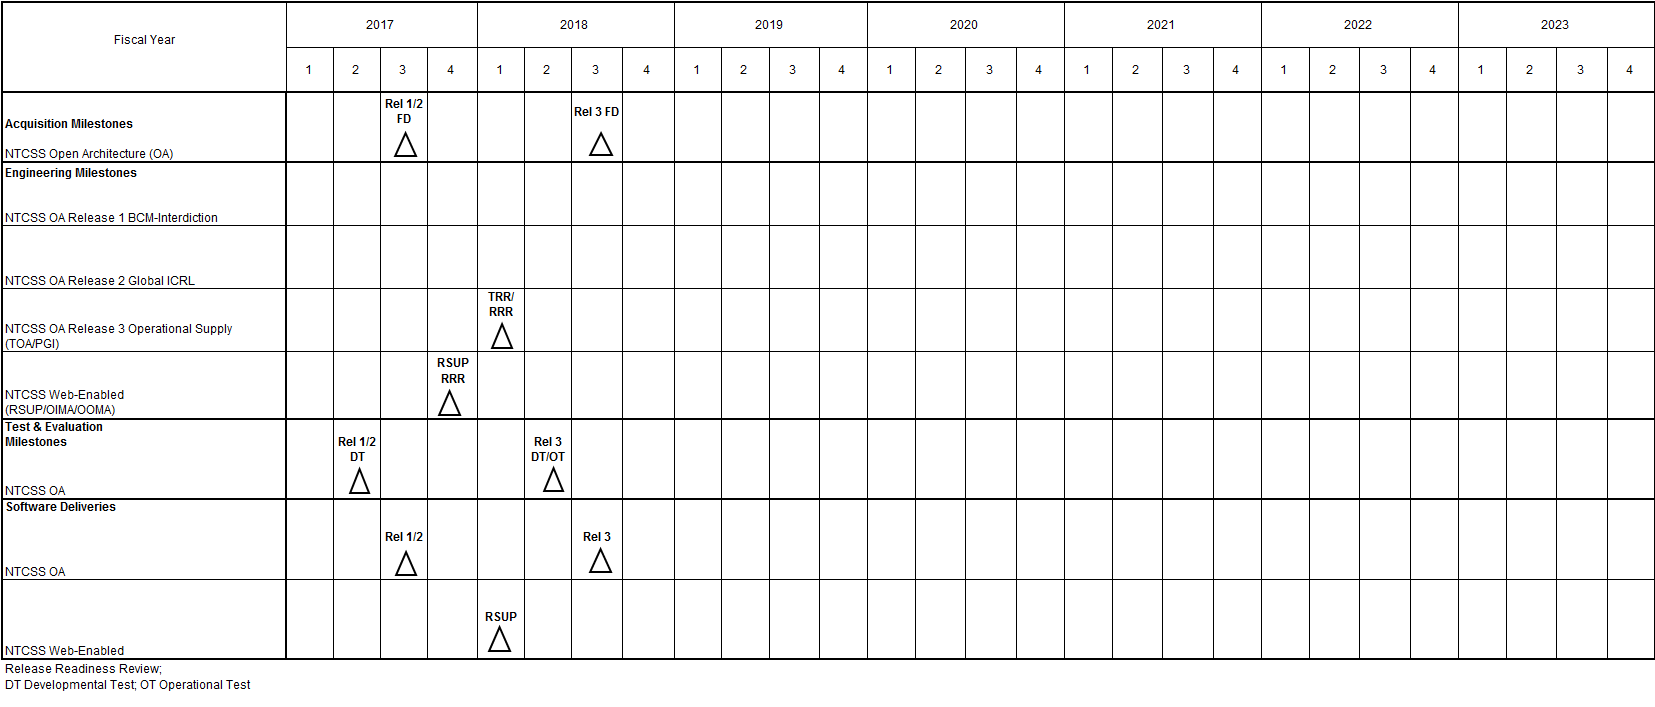 Fiscal Year
2017 2018 2019 2020 2021 2022 2023
1 2 3 4 1 2 3 4 1 2 3 4 1 2 3 4 1 2 3 4 1 2 3 4 1 2 3 4
Acquisition Milestones
NTCSS Open Architecture (OA)
Rel 1/2
FD
Rel 3 FD
Engineering Milestones
NTCSS OA Release 1 BCM-Interdiction
NTCSS OA Release 2 Global ICRL
NTCSS OA Release 3 Operational Supply
(TOA/PGI)
TRR/
RRR
NTCSS Web-Enabled
(RSUP/OIMA/OOMA)
RSUP
RRR
Test & Evaluation
Milestones
NTCSS OA
Rel 1/2
DT
Rel 3
DT/OT
Software Deliveries
NTCSS OA
Rel 1/2
Rel 3
NTCSS Web-Enabled
RSUP
Release Readiness Review;
DT Developmental Test; OT Operational Test